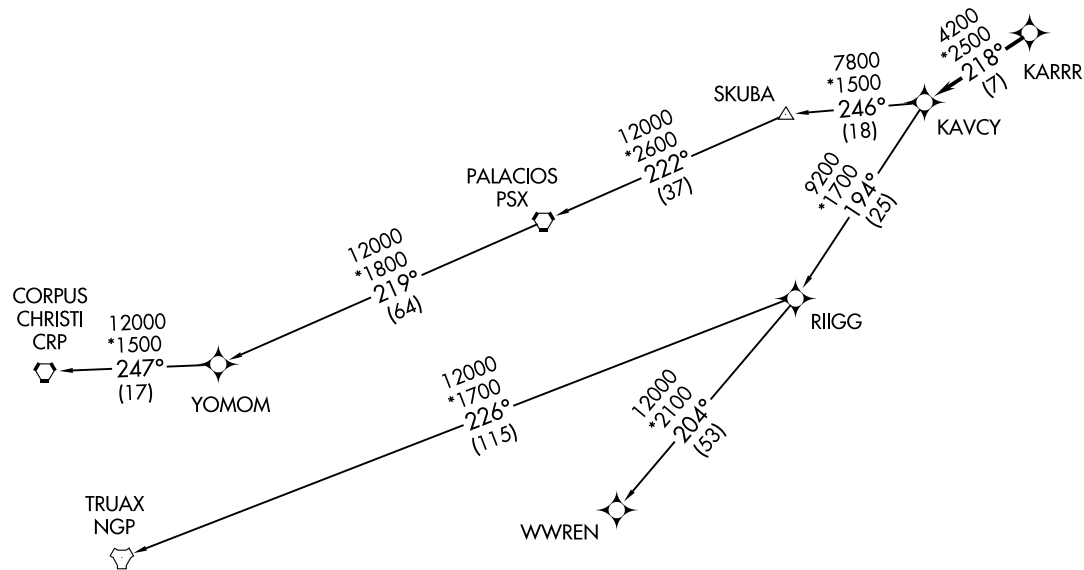 4200
*2500
218°
(7)
KARRR
7800
*1500
246°
(18)
SKUBA
KAVCY
12000
*2600
222°
(37)
9200
*1700
194°
(25)
PALACIOS
PSX
12000
*1800
219°
(64)
RIIGG
CORPUS
CHRISTI
CRP
12000
*1500
247°
(17)
YOMOM
12000
*1700
226°
(115)
12000
*2100
204°
(53)
TRUAX
NGP
WWREN